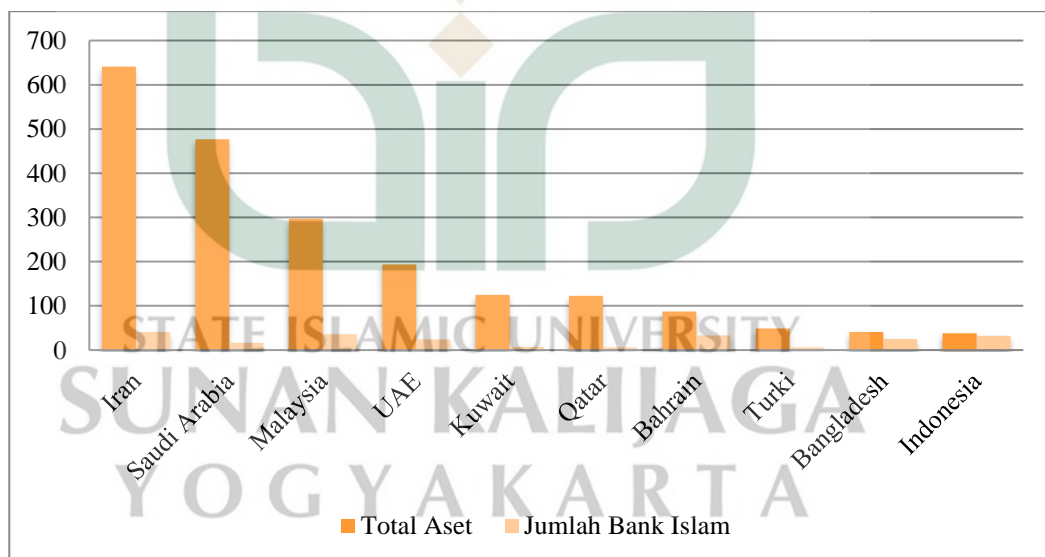 700
600
500
400
300
200
100
0
Iran
Saudi Arabia
Malaysia
UAE
Kuwait
Qatar
Bahrain
Turki
Bangladesh
Indonesia
STATE ISLAMIC UNIVERSITY
SUNAN KALIJAGA
YOGYAKARTA
Total Aset
Jumlah Bank Islam